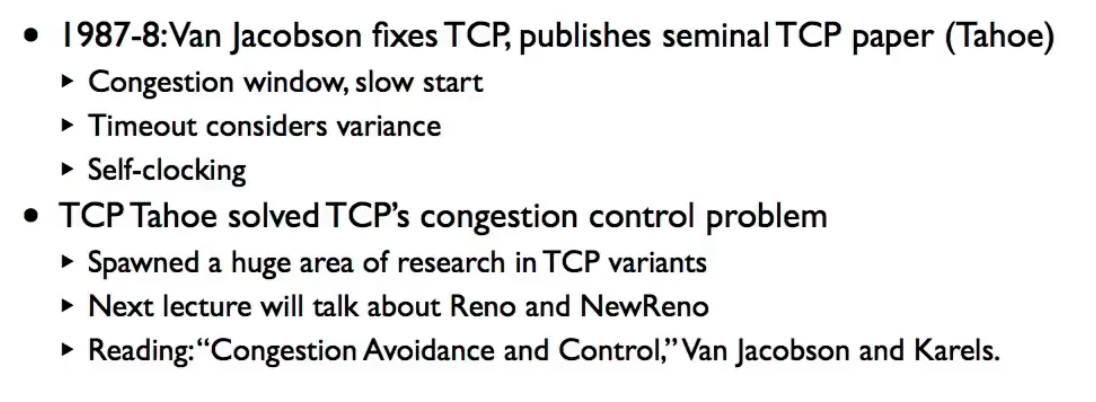 • 1987-8: Van Jacobson fixes TCP, publishes seminal TCP paper (Tahoe)
‣ Congestion window, slow start
‣ Timeout considers variance
‣ Self-clocking
• TCP Tahoe solved TCP’s congestion control problem
‣ Spawned a huge area of research in TCP variants
‣ Next lecture will talk about Reno and NewReno
‣ Reading: “Congestion Avoidance and Control,” Van Jacobson and Karels.